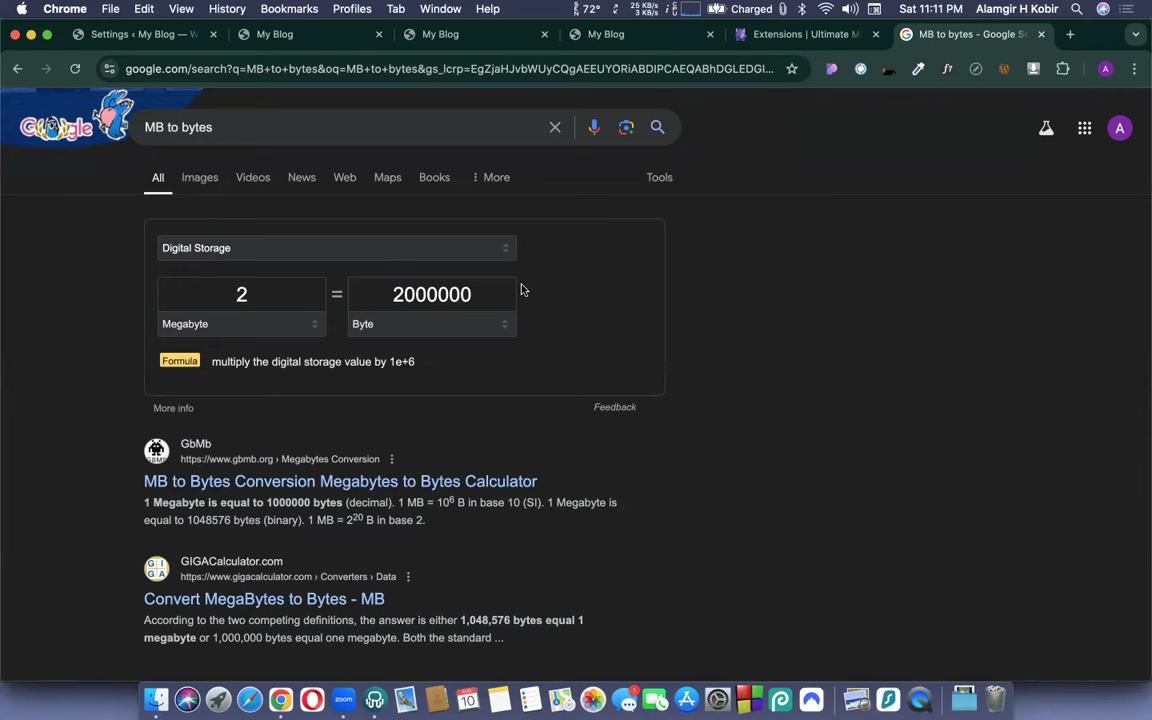 Chrome File Edit View History Bookmarks Profiles Tab Window Help 72° 25 KB/s 3 KB/s Charged Sat 11:11 PM Alamgir H Kobir
Settings ‹ My Blog — W My Blog My Blog My Blog Extensions | Ultimate M MB to bytes - Google Se
google.com/search?q=MB+to+bytes&oq=MB+to+bytes&gs_lcrp=EgZjaHJvbWUyCQgAEEUYORiABDIPCAEQABhDGLEDGI... A
Google MB to bytes A
All Images Videos News Web Maps Books More Tools
Digital Storage
2 = 2000000
Megabyte Byte
Formula multiply the digital storage value by 1e+6
More info Feedback
GbMb
https://www.gbmb.org › Megabytes Conversion
MB to Bytes Conversion Megabytes to Bytes Calculator
1 Megabyte is equal to 1000000 bytes (decimal). 1 MB = 10⁶ B in base 10 (SI). 1 Megabyte is
equal to 1048576 bytes (binary). 1 MB = 2²⁰ B in base 2.
GIGACalculator.com
https://www.gigacalculator.com › Converters › Data
Convert MegaBytes to Bytes - MB
According to the two competing definitions, the answer is either 1,048,576 bytes equal 1
megabyte or 1,000,000 bytes equal one megabyte. Both the standard ...
zoom 10